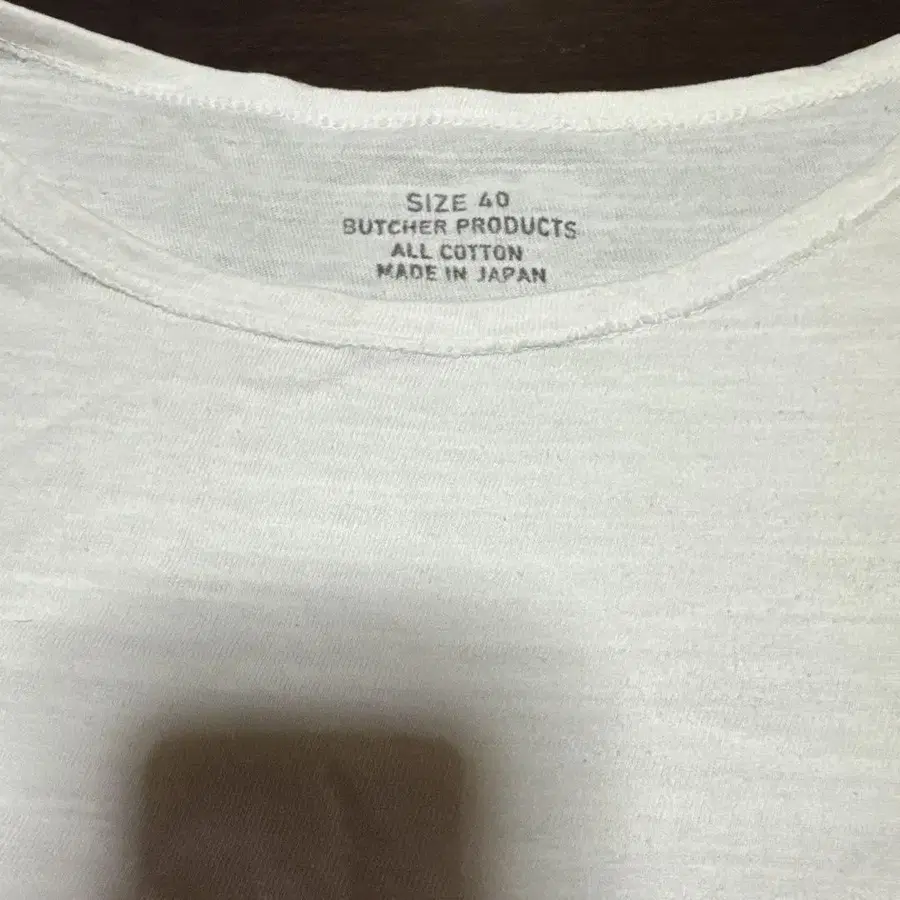 SIZE 40
BUTCHER PRODUCTS
ALL COTTON
MADE IN JAPAN